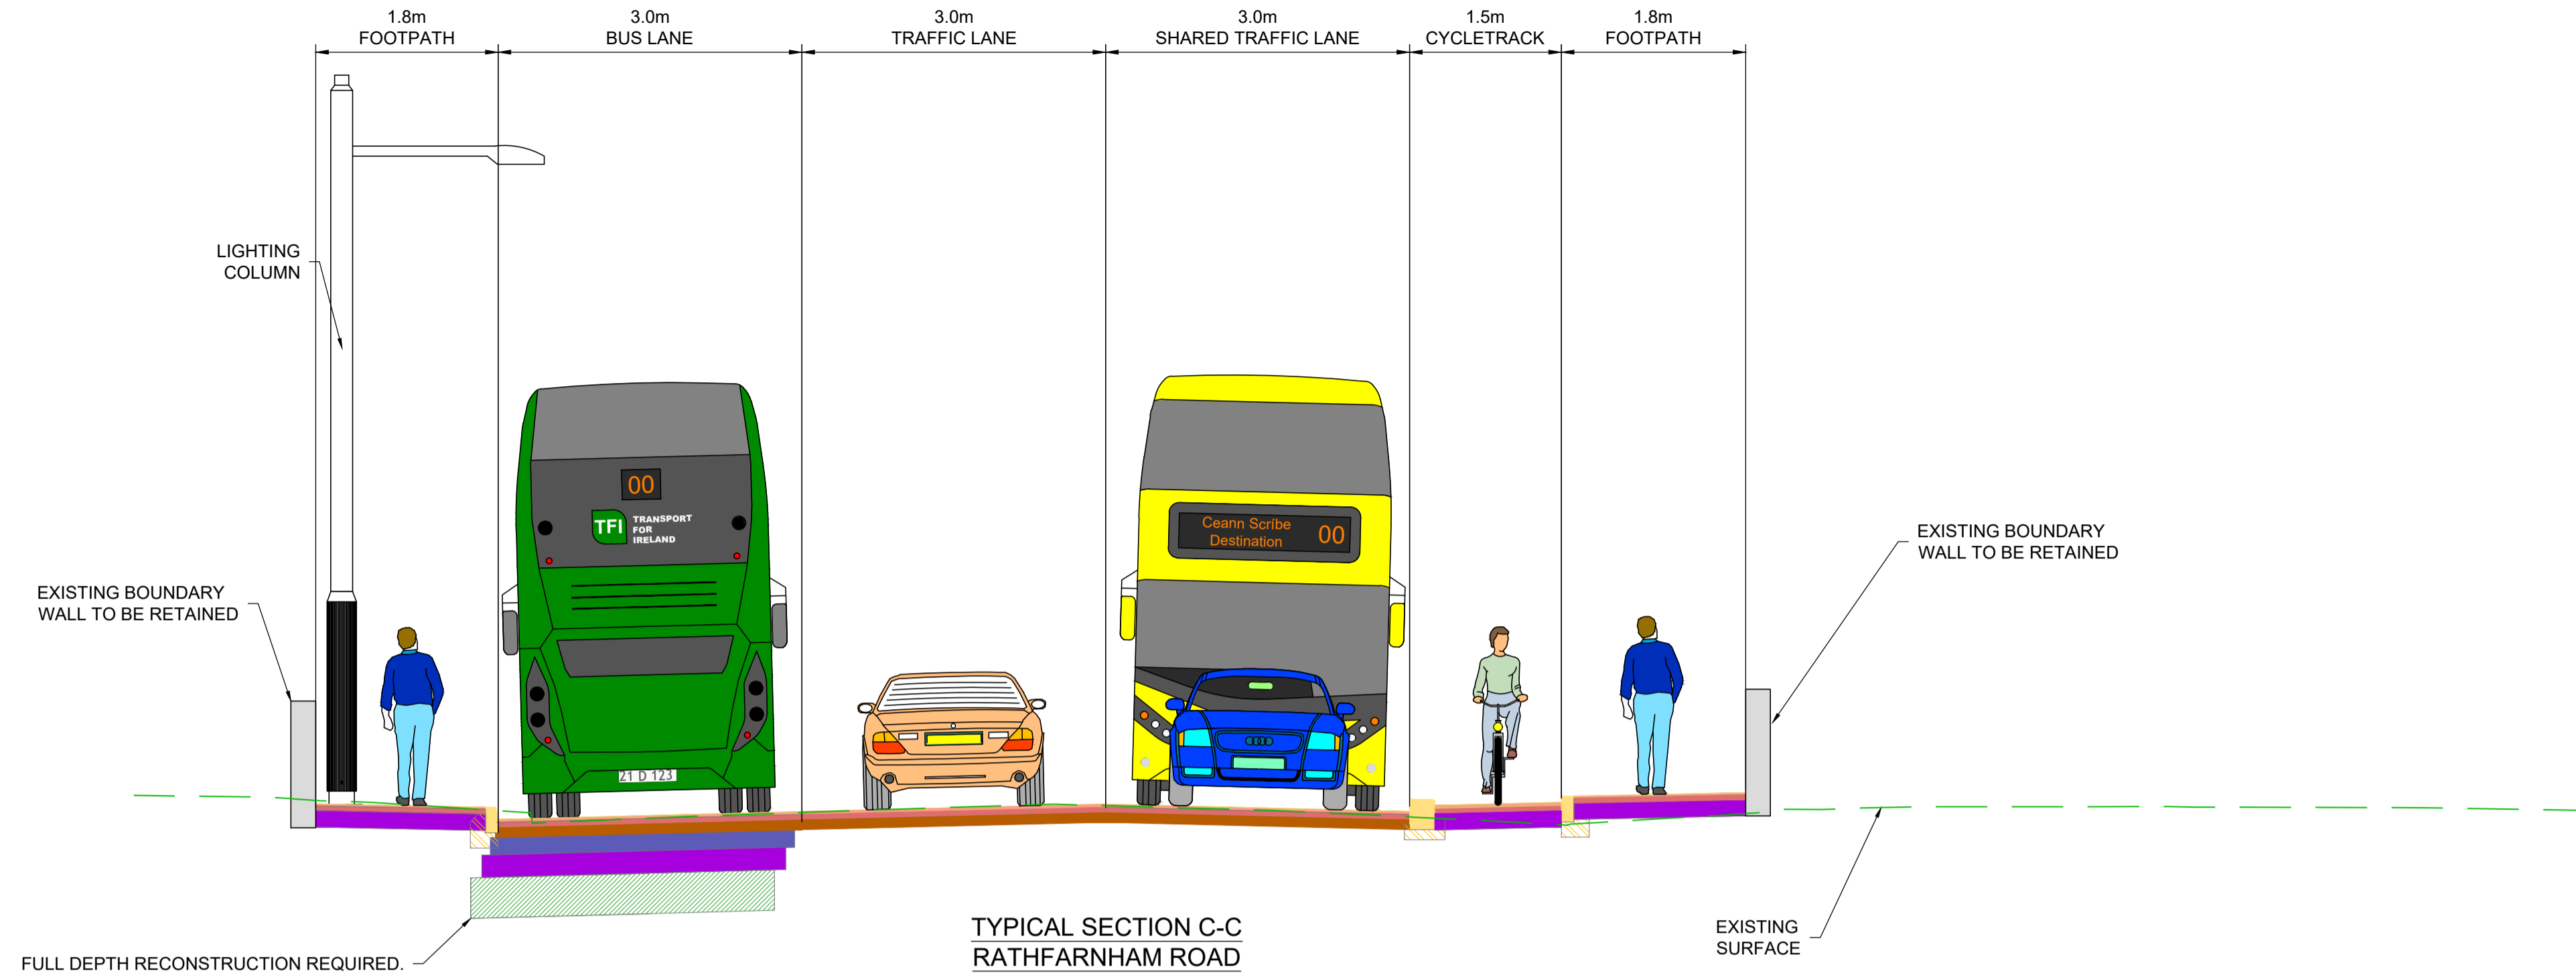 1.8m
FOOTPATH
3.0m
BUS LANE
3.0m
TRAFFIC LANE
3.0m
SHARED TRAFFIC LANE
1.5m
CYCLETRACK
1.8m
FOOTPATH
LIGHTING
COLUMN
EXISTING BOUNDARY
WALL TO BE RETAINED
00
TFI
TRANSPORT
FOR
IRELAND
21 D 123
Ceann Scríbe
Destination
00
EXISTING BOUNDARY
WALL TO BE RETAINED
FULL DEPTH RECONSTRUCTION REQUIRED.
TYPICAL SECTION C-C
RATHFARNHAM ROAD
EXISTING
SURFACE